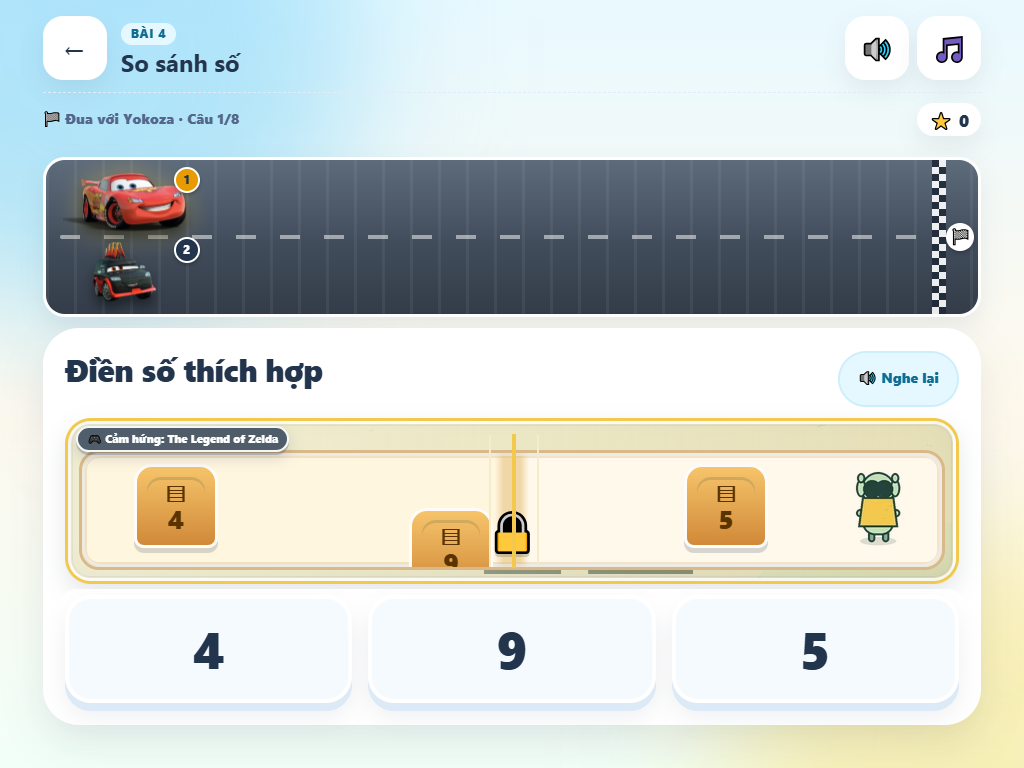 ←
BÀI 4
So sánh số
Đua với Yokoza · Câu 1/8
0
1
2
Điền số thích hợp
Nghe lại
Cảm hứng: The Legend of Zelda
4
9
5
4
9
5